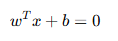 w^T x + b = 0